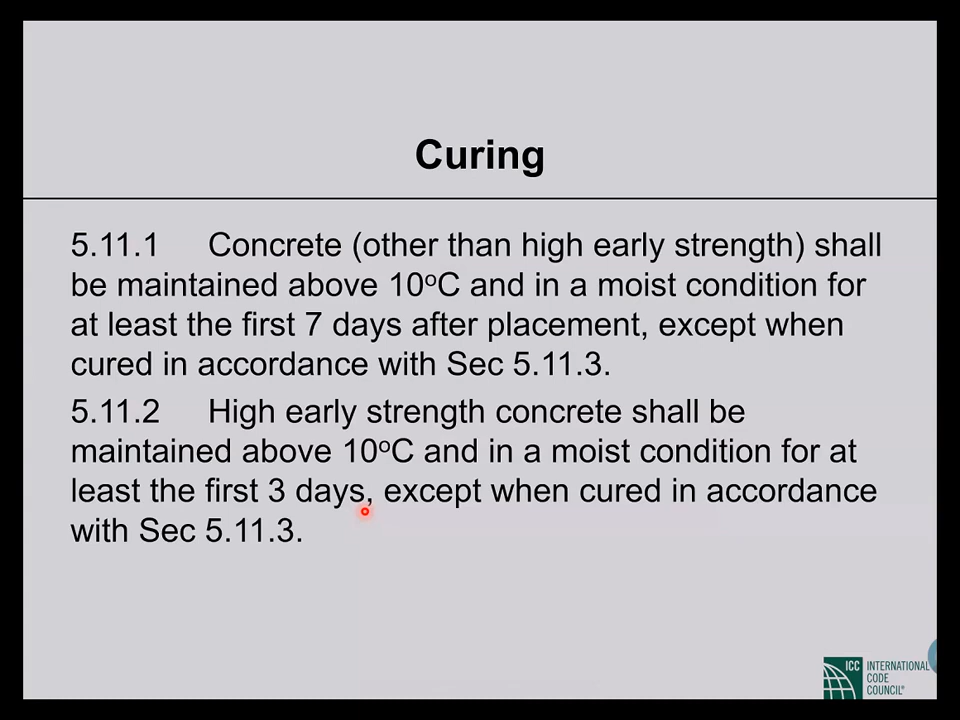 Curing
5.11.1 Concrete (other than high early strength) shall
be maintained above 10ºC and in a moist condition for
at least the first 7 days after placement, except when
cured in accordance with Sec 5.11.3.
5.11.2 High early strength concrete shall be
maintained above 10ºC and in a moist condition for at
least the first 3 days, except when cured in accordance
with Sec 5.11.3.
ICC INTERNATIONAL
CODE
COUNCIL®